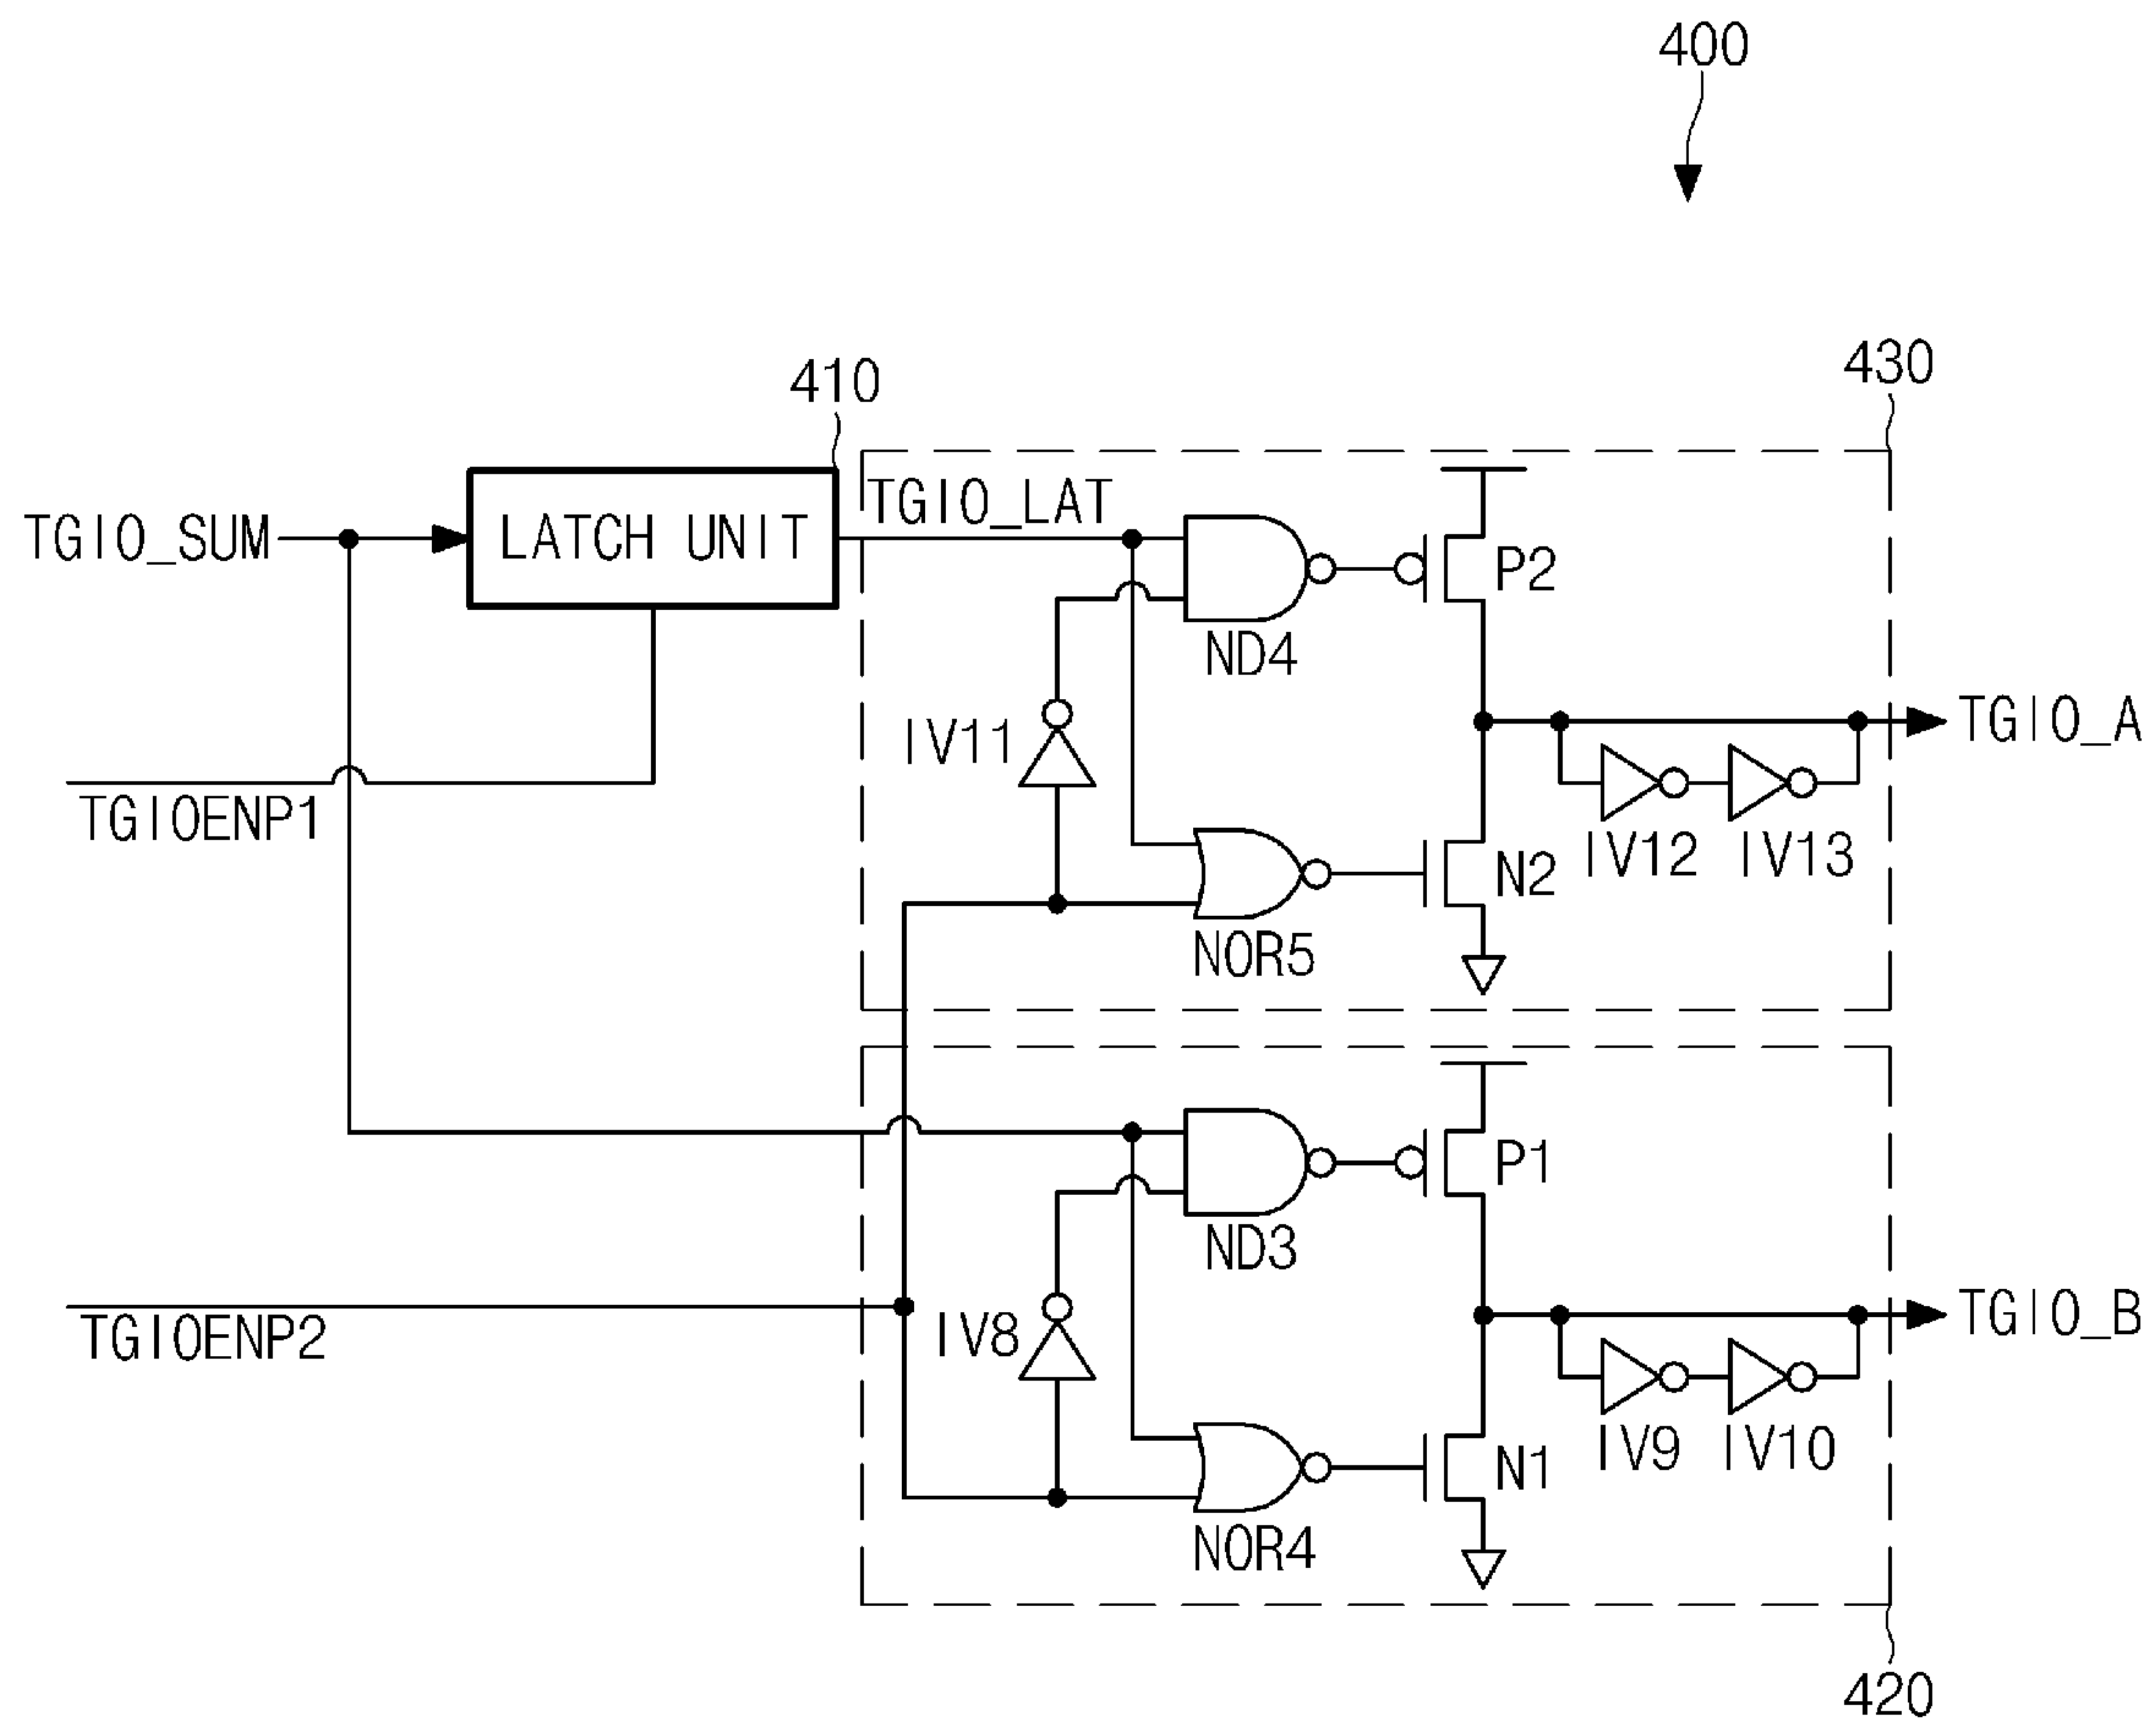 400
430
410
TGIO_LAT
TGIO_SUM
LATCH UNIT
P2
ND4
TGIO_A
IV11
TGIOENP1
IV12
IV13
N2
NOR5
P1
ND3
TGIO_B
TGIOENP2
IV8
IV9
IV10
N1
NOR4
420